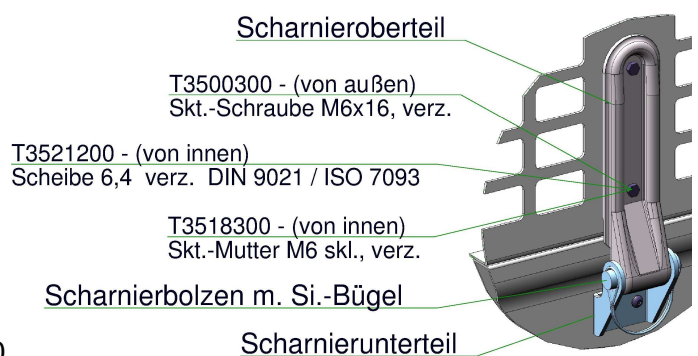 Scharnieroberteil
T3500300 - (von außen)
Skt.-Schraube M6x16, verz.
T3521200 - (von innen)
Scheibe 6,4 verz. DIN 9021 / ISO 7093
T3518300 - (von innen)
Skt.-Mutter M6 skl., verz.
Scharnierbolzen m. Si.-Bügel
Scharnierunterteil